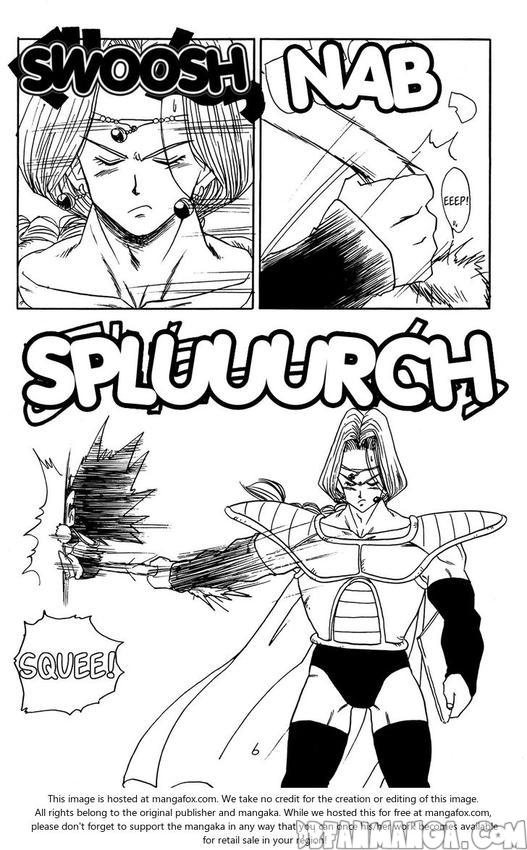 SWOOSH
NAB
EEEP!
SPLUUUURCH
SQUEE!
6
This image is hosted at mangafox.com. We take no credit for the creation or editing of this image.
All rights belong to the original publisher and mangaka. While we hosted this for free at mangafox.com,
please don't forget to support the mangaka in any way that you can once his/her work becomes available
for retail sale in your region!
DBFANMANGA.COM